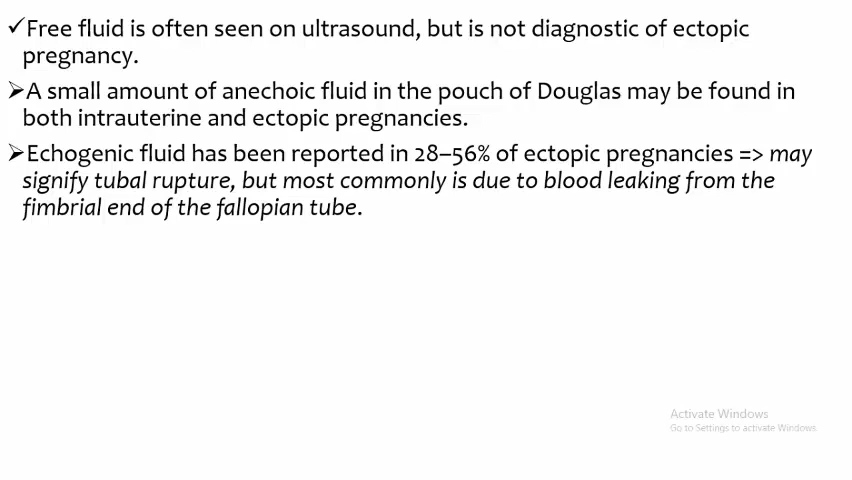 ✓Free fluid is often seen on ultrasound, but is not diagnostic of ectopic
pregnancy.
➢A small amount of anechoic fluid in the pouch of Douglas may be found in
both intrauterine and ectopic pregnancies.
➢Echogenic fluid has been reported in 28–56% of ectopic pregnancies => may
signify tubal rupture, but most commonly is due to blood leaking from the
fimbrial end of the fallopian tube.
Activate Windows
Go to Settings to activate Windows.